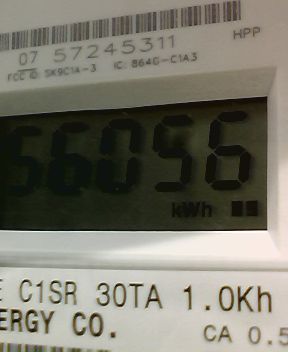 07 57245311
HPP
FCC ID: SK9C1A-3 IC: 864G-C1A3
56056
kWh
E C1SR 30TA 1.0Kh
ERGY CO.
CA 0.5